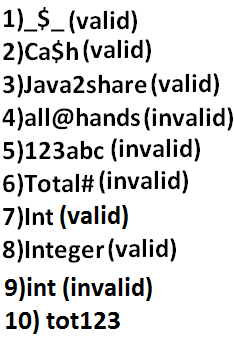 1)_$_ (valid)
2)Ca$h (valid)
3)Java2share (valid)
4)all@hands (invalid)
5)123abc (invalid)
6)Total# (invalid)
7)Int (valid)
8)Integer (valid)
9)int (invalid)
10) tot123